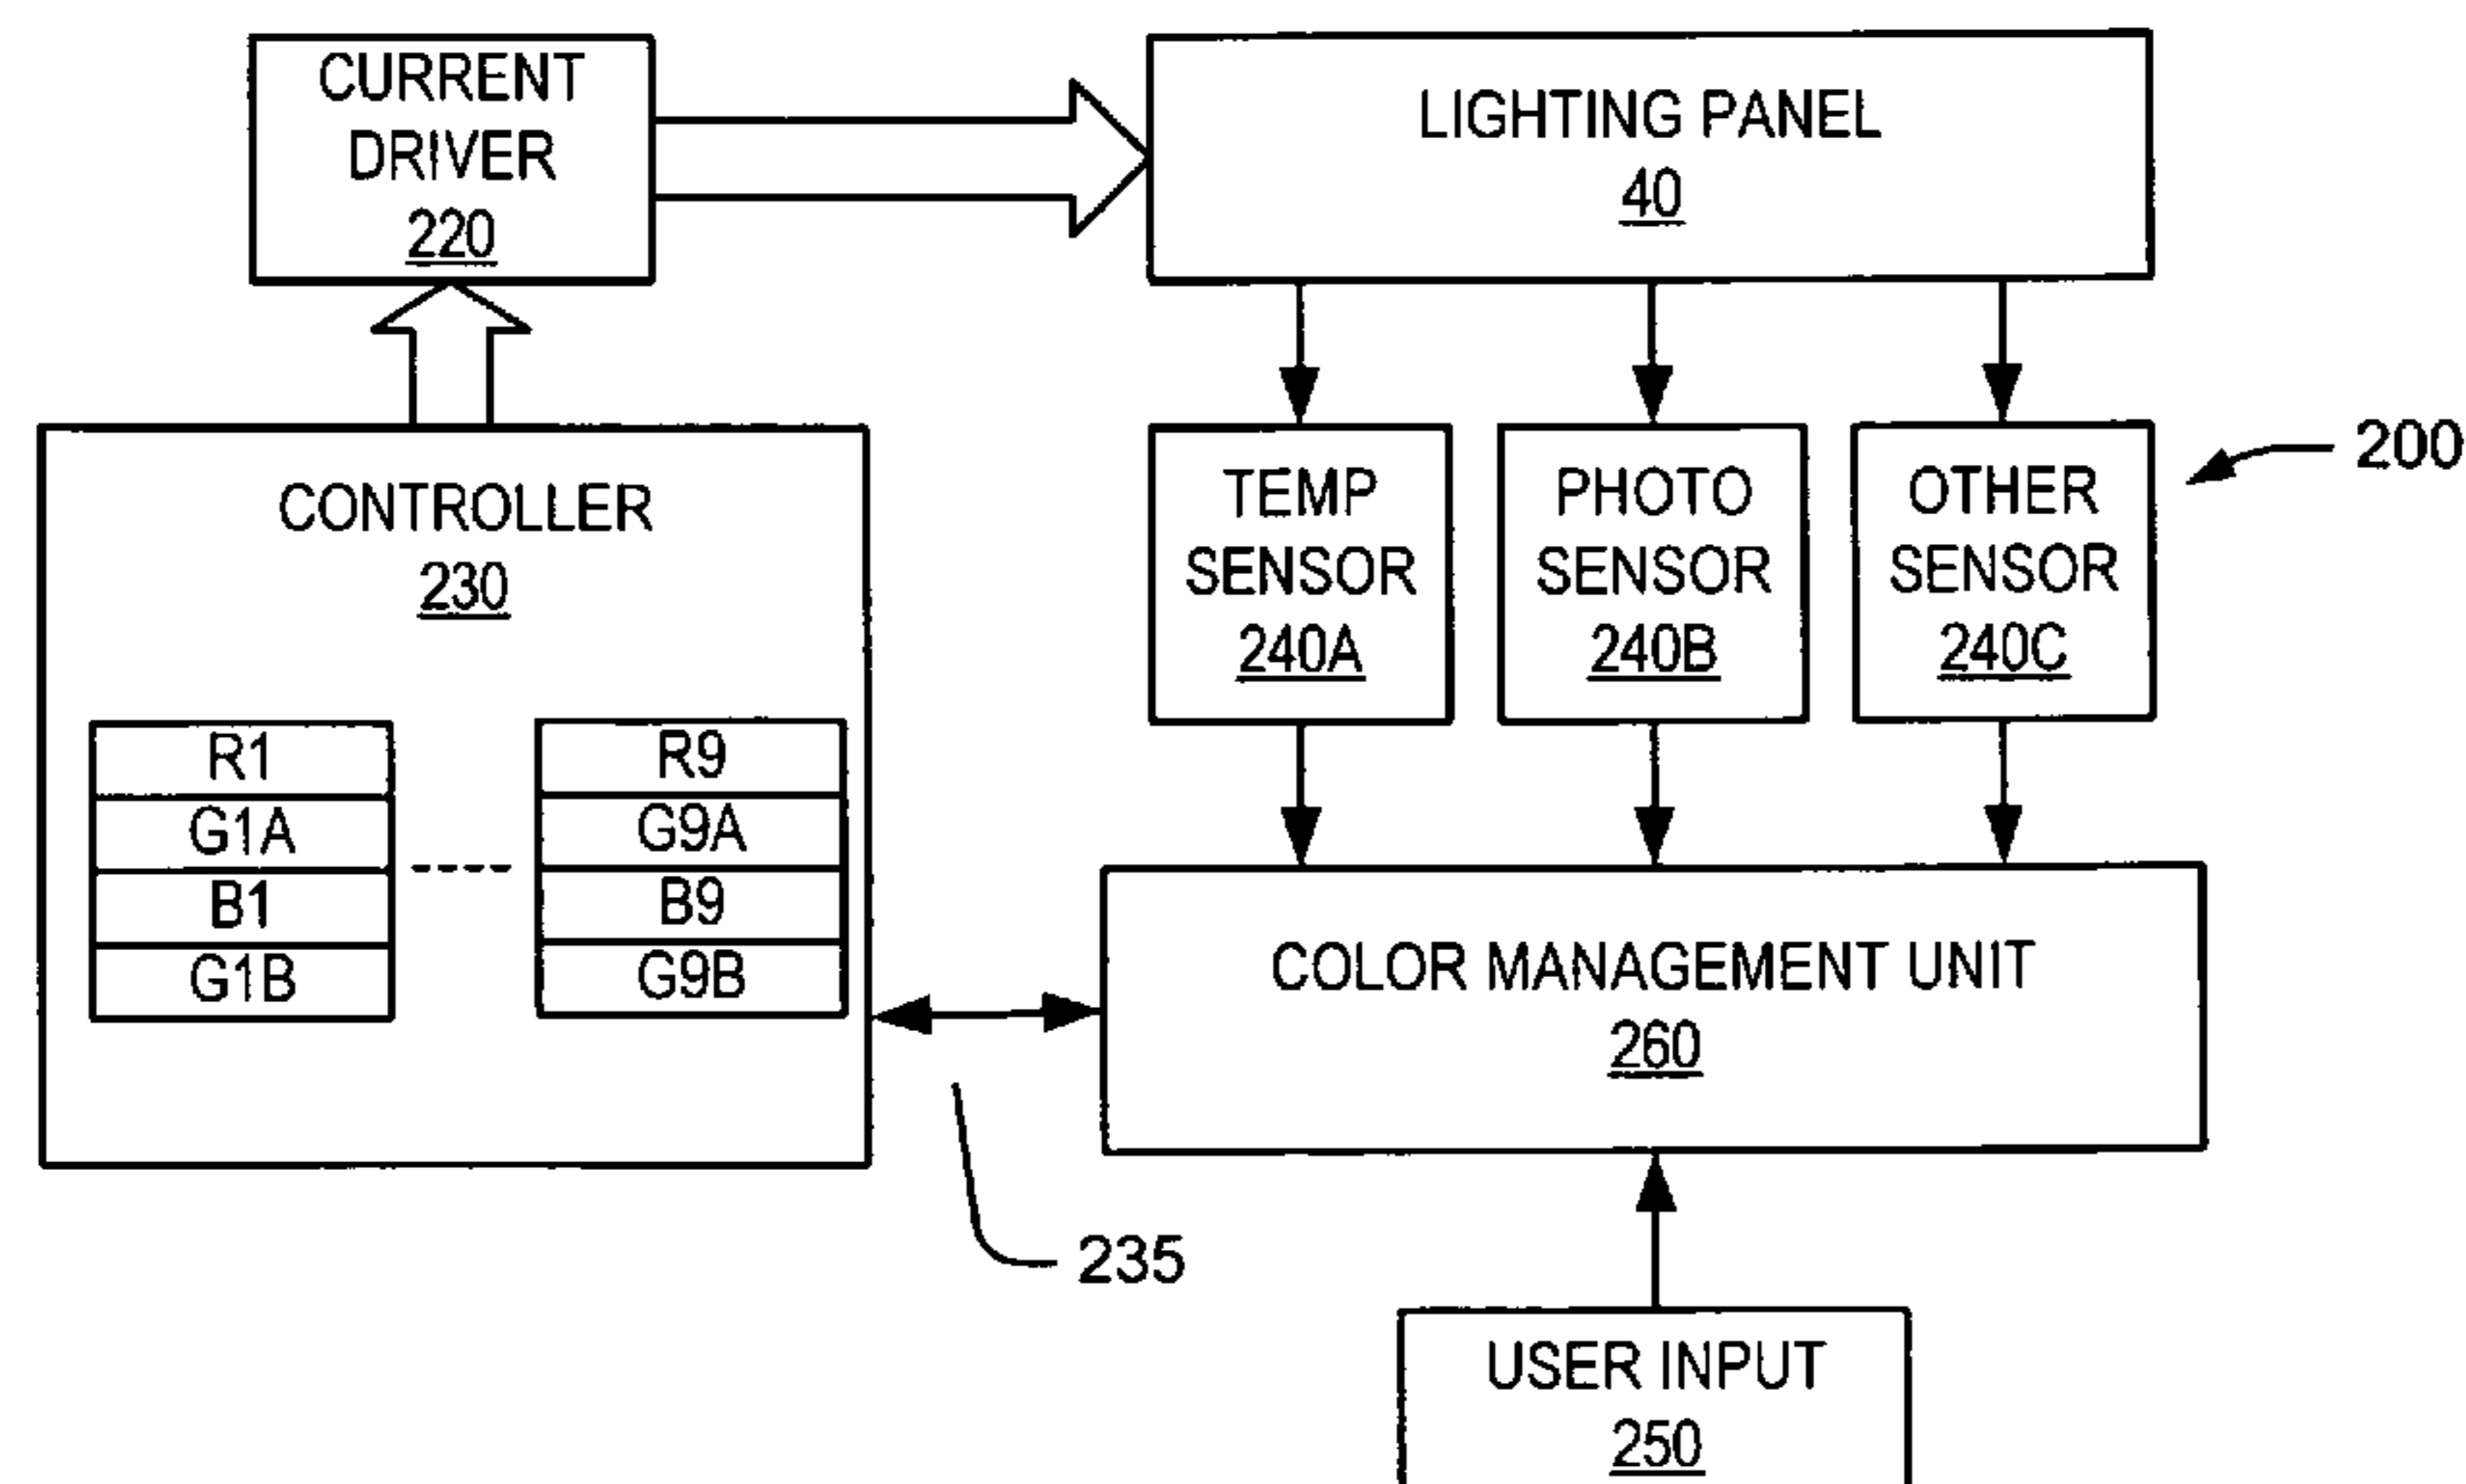 CURRENT
DRIVER
220
LIGHTING PANEL
40
CONTROLLER
230
TEMP
SENSOR
240A
PHOTO
SENSOR
240B
OTHER
SENSOR
240C
200
R1
G1A
B1
G1B
R9
G9A
B9
G9B
COLOR MANAGEMENT UNIT
260
235
USER INPUT
250